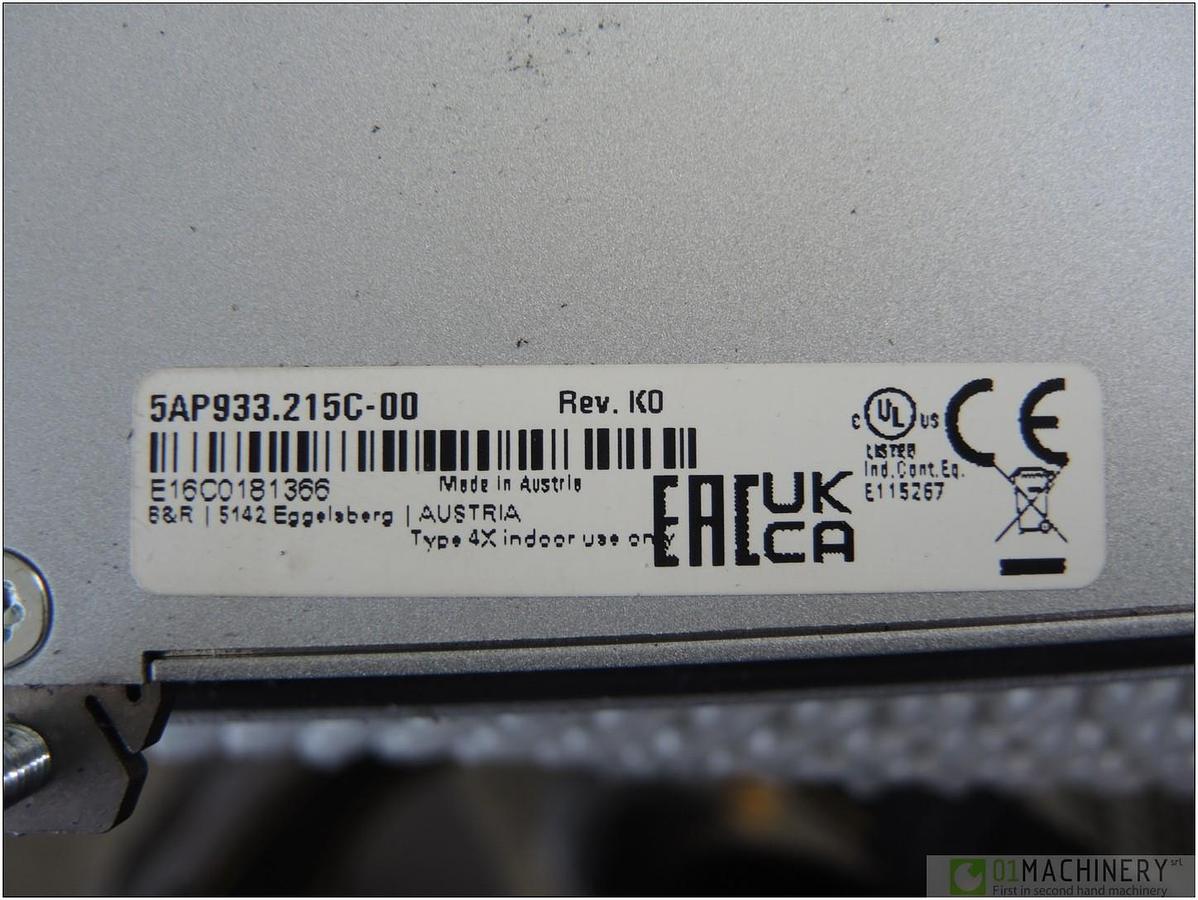 5AP933.215C-00 Rev. K0
E16C0181366 Made in Austria
B&R | 5142 Eggelsberg | AUSTRIA
Type 4X indoor use only
EAC
UK
CA
c UL US
LISTED
Ind.Cont.Eq.
E115267
CE
01MACHINERY srl
First in second hand machinery